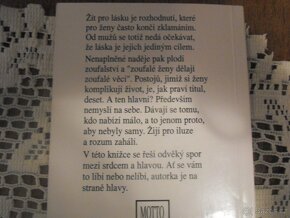 Žít pro lásku je rozhodnutí, které
pro ženy často končí zklamáním.
Od mužů se totiž nedá očekávat,
že láska je jejich jediným cílem.
Nenaplněné naděje pak plodí
zoufalství a "zoufalé ženy dělají
zoufalé věci". Postojů, jimiž si ženy
komplikují život, je, jak praví titul,
deset. A ten hlavní? Především
nemyslí na sebe. Dávají se tomu,
kdo nabízí málo, a to jenom proto,
aby nebyly samy. Žijí pro iluze
a rozum zahálí.
V této knížce se řeší odvěký spor
mezi srdcem a hlavou. Ať se vám
to líbí nebo nelíbí, autorka je na
straně hlavy.
MOTTO